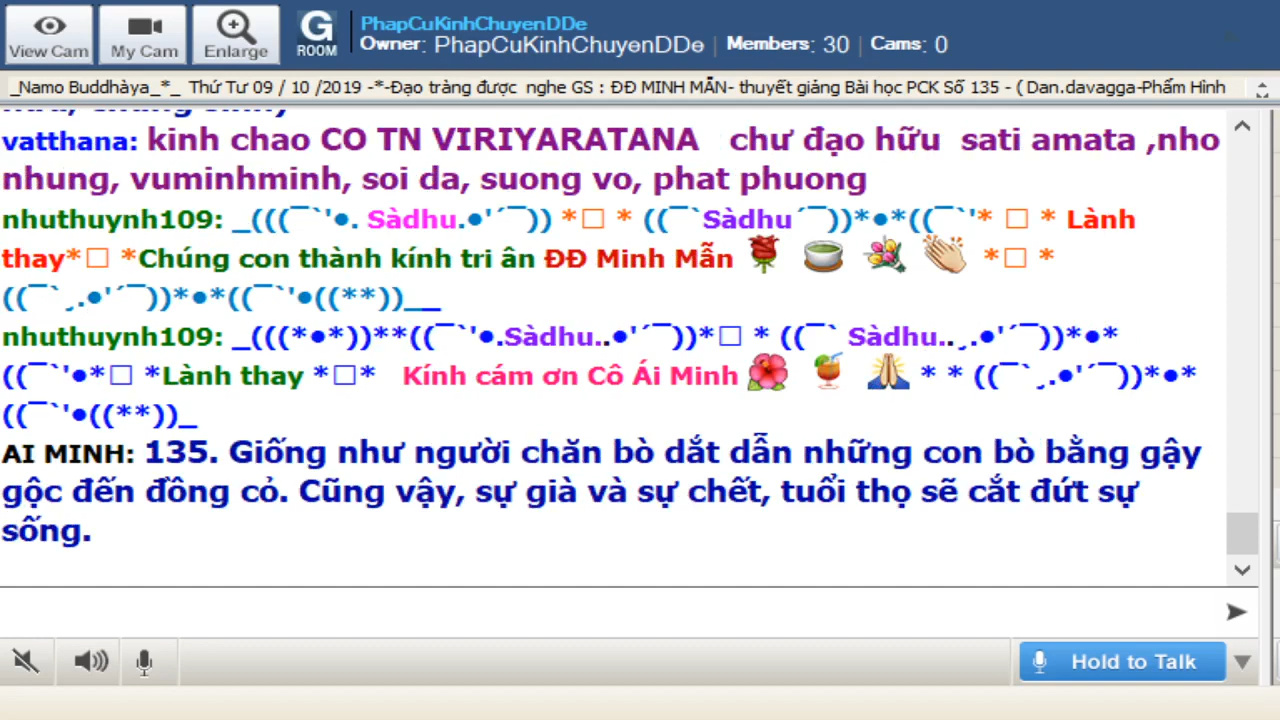 View Cam
My Cam
Enlarge
G
ROOM
PhapCuKinhChuyenDDe
Owner: PhapCuKinhChuyenDDe | Members: 30 | Cams: 0
_Namo Buddhàya_*_ Thứ Tư 09 / 10 /2019 -*-Đạo tràng được nghe GS : ĐĐ MINH MẪN- thuyết giảng Bài học PCK Số 135 - ( Dan.davagga-Phẩm Hình
vatthana: kinh chao CO TN VIRIYARATANA chư đạo hữu sati amata ,nho
nhung, vuminhminh, soi da, suong vo, phat phuong
nhuthuynh109: _(((¯`'●. Sàdhu.●'´¯)) *□ * ((¯`Sàdhu´¯))*●*((¯`'* □ * Lành
thay*□ *Chúng con thành kính tri ân ĐĐ Minh Mẫn *□ *
((¯`¸.●'´¯))*●*((¯`'●((**))__
nhuthuynh109: _(((*●*))**((¯`'●.Sàdhu..●'´¯))*□ * ((¯` Sàdhu..¸.●'´¯))*●*
((¯`'●*□ *Lành thay *□* Kính cám ơn Cô Ái Minh * * ((¯`¸.●'´¯))*●*
((¯`'●((**))_
AI MINH: 135. Giống như người chăn bò dắt dẫn những con bò bằng gậy
gộc đến đồng cỏ. Cũng vậy, sự già và sự chết, tuổi thọ sẽ cắt đứt sự
sống.
Hold to Talk